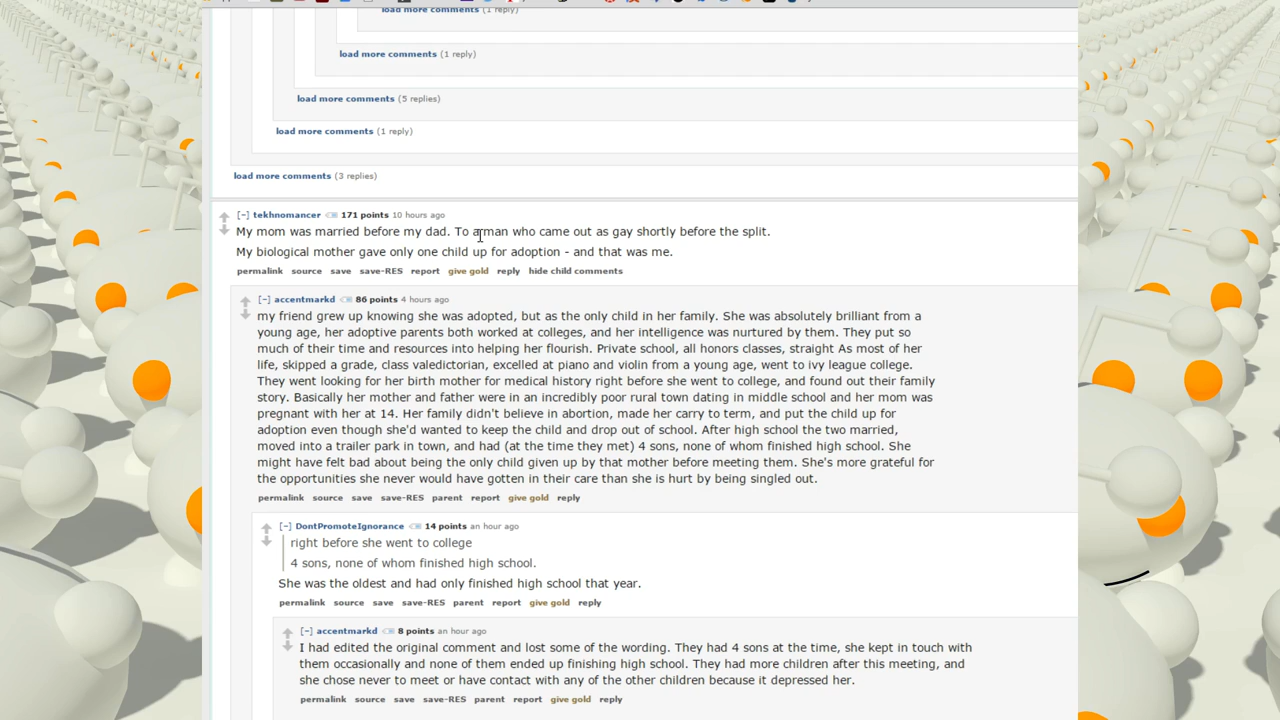 load more comments (1 reply)
load more comments (1 reply)
load more comments (5 replies)
load more comments (1 reply)
load more comments (3 replies)
[–] tekhnomancer 171 points 10 hours ago
My mom was married before my dad. To a man who came out as gay shortly before the split.
My biological mother gave only one child up for adoption - and that was me.
permalink source save save-RES report give gold reply hide child comments
[–] accentmarkd 86 points 4 hours ago
my friend grew up knowing she was adopted, but as the only child in her family. She was absolutely brilliant from a
young age, her adoptive parents both worked at colleges, and her intelligence was nurtured by them. They put so
much of their time and resources into helping her flourish. Private school, all honors classes, straight As most of her
life, skipped a grade, class valedictorian, excelled at piano and violin from a young age, went to ivy league college.
They went looking for her birth mother for medical history right before she went to college, and found out their family
story. Basically her mother and father were in an incredibly poor rural town dating in middle school and her mom was
pregnant with her at 14. Her family didn't believe in abortion, made her carry to term, and put the child up for
adoption even though she'd wanted to keep the child and drop out of school. After high school the two married,
moved into a trailer park in town, and had (at the time they met) 4 sons, none of whom finished high school. She
might have felt bad about being the only child given up by that mother before meeting them. She's more grateful for
the opportunities she never would have gotten in their care than she is hurt by being singled out.
permalink source save save-RES parent report give gold reply
[–] DontPromoteIgnorance 14 points an hour ago
right before she went to college
4 sons, none of whom finished high school.
She was the oldest and had only finished high school that year.
permalink source save save-RES parent report give gold reply
[–] accentmarkd 8 points an hour ago
I had edited the original comment and lost some of the wording. They had 4 sons at the time, she kept in touch with
them occasionally and none of them ended up finishing high school. They had more children after this meeting, and
she chose never to meet or have contact with any of the other children because it depressed her.
permalink source save save-RES parent report give gold reply